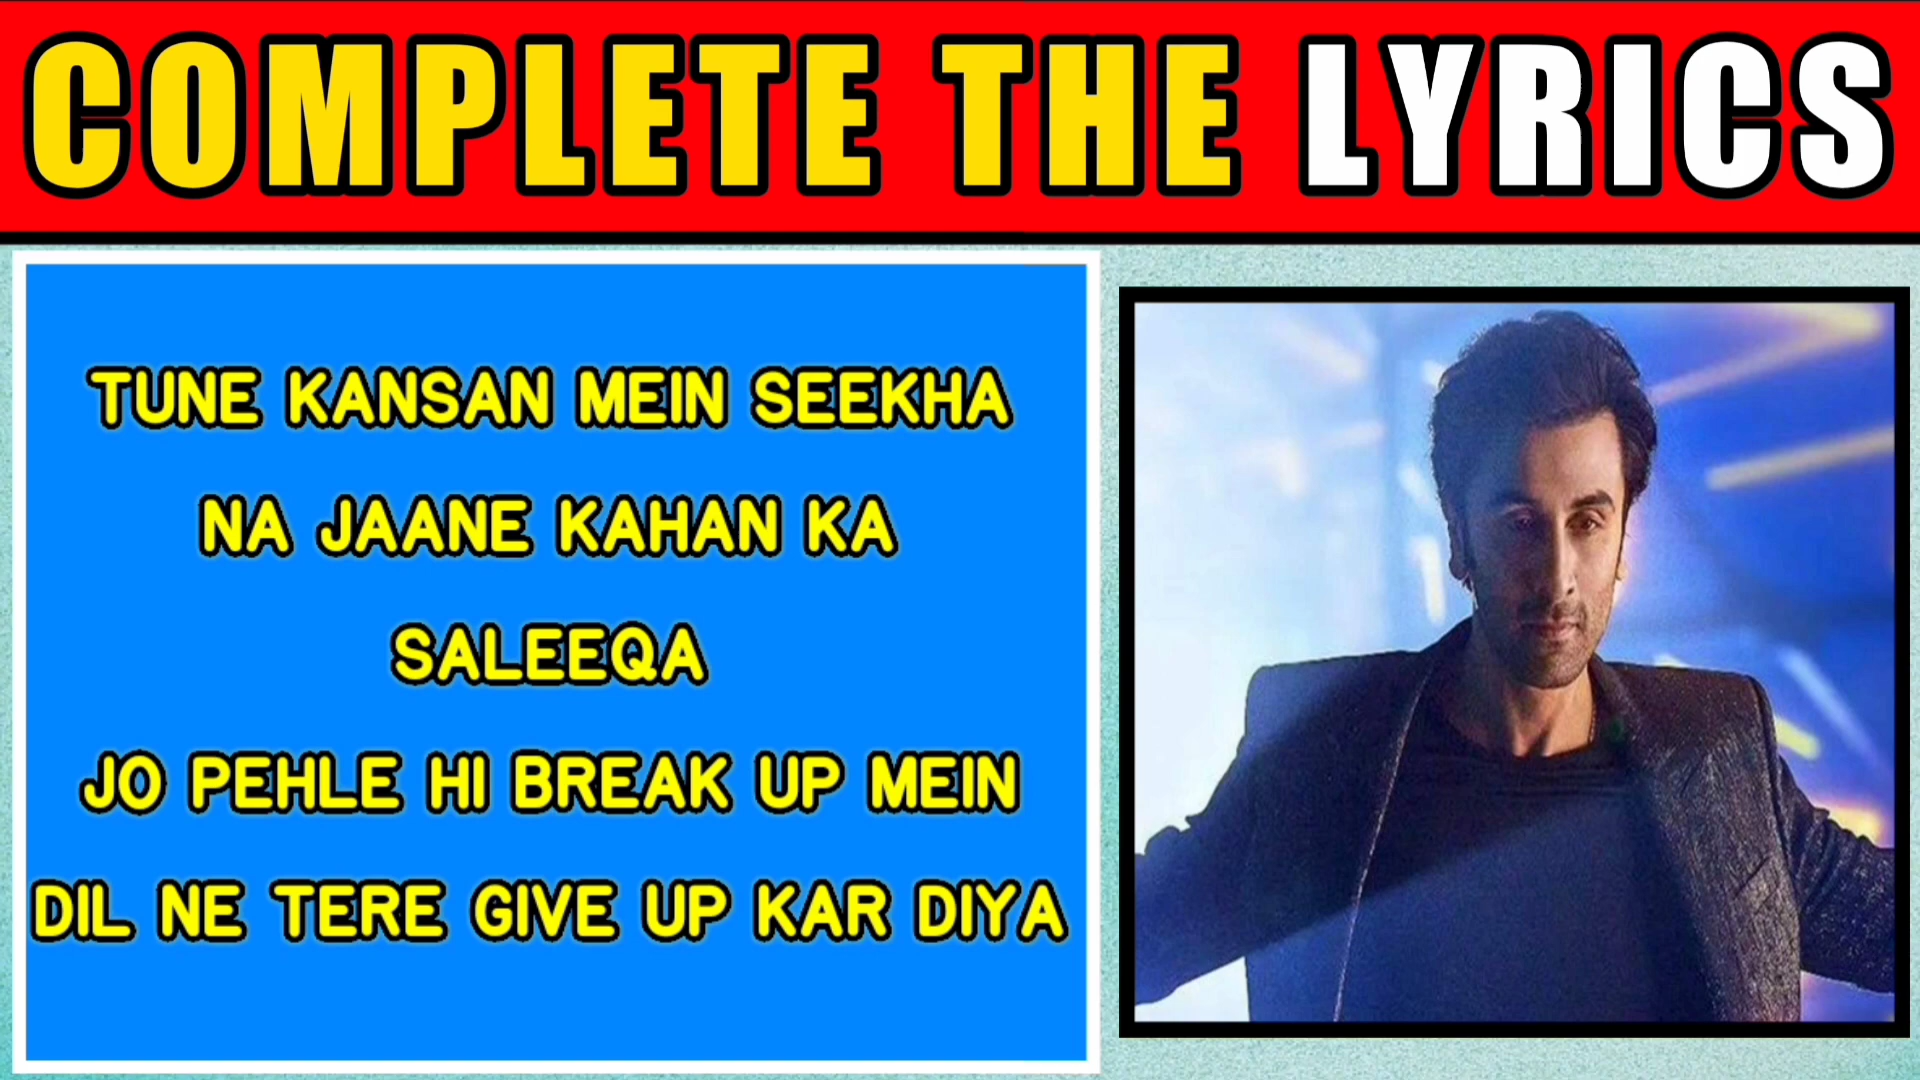 COMPLETE THE LYRICS
TUNE KANSAN MEIN SEEKHA
NA JAANE KAHAN KA
SALEEQA
JO PEHLE HI BREAK UP MEIN
DIL NE TERE GIVE UP KAR DIYA